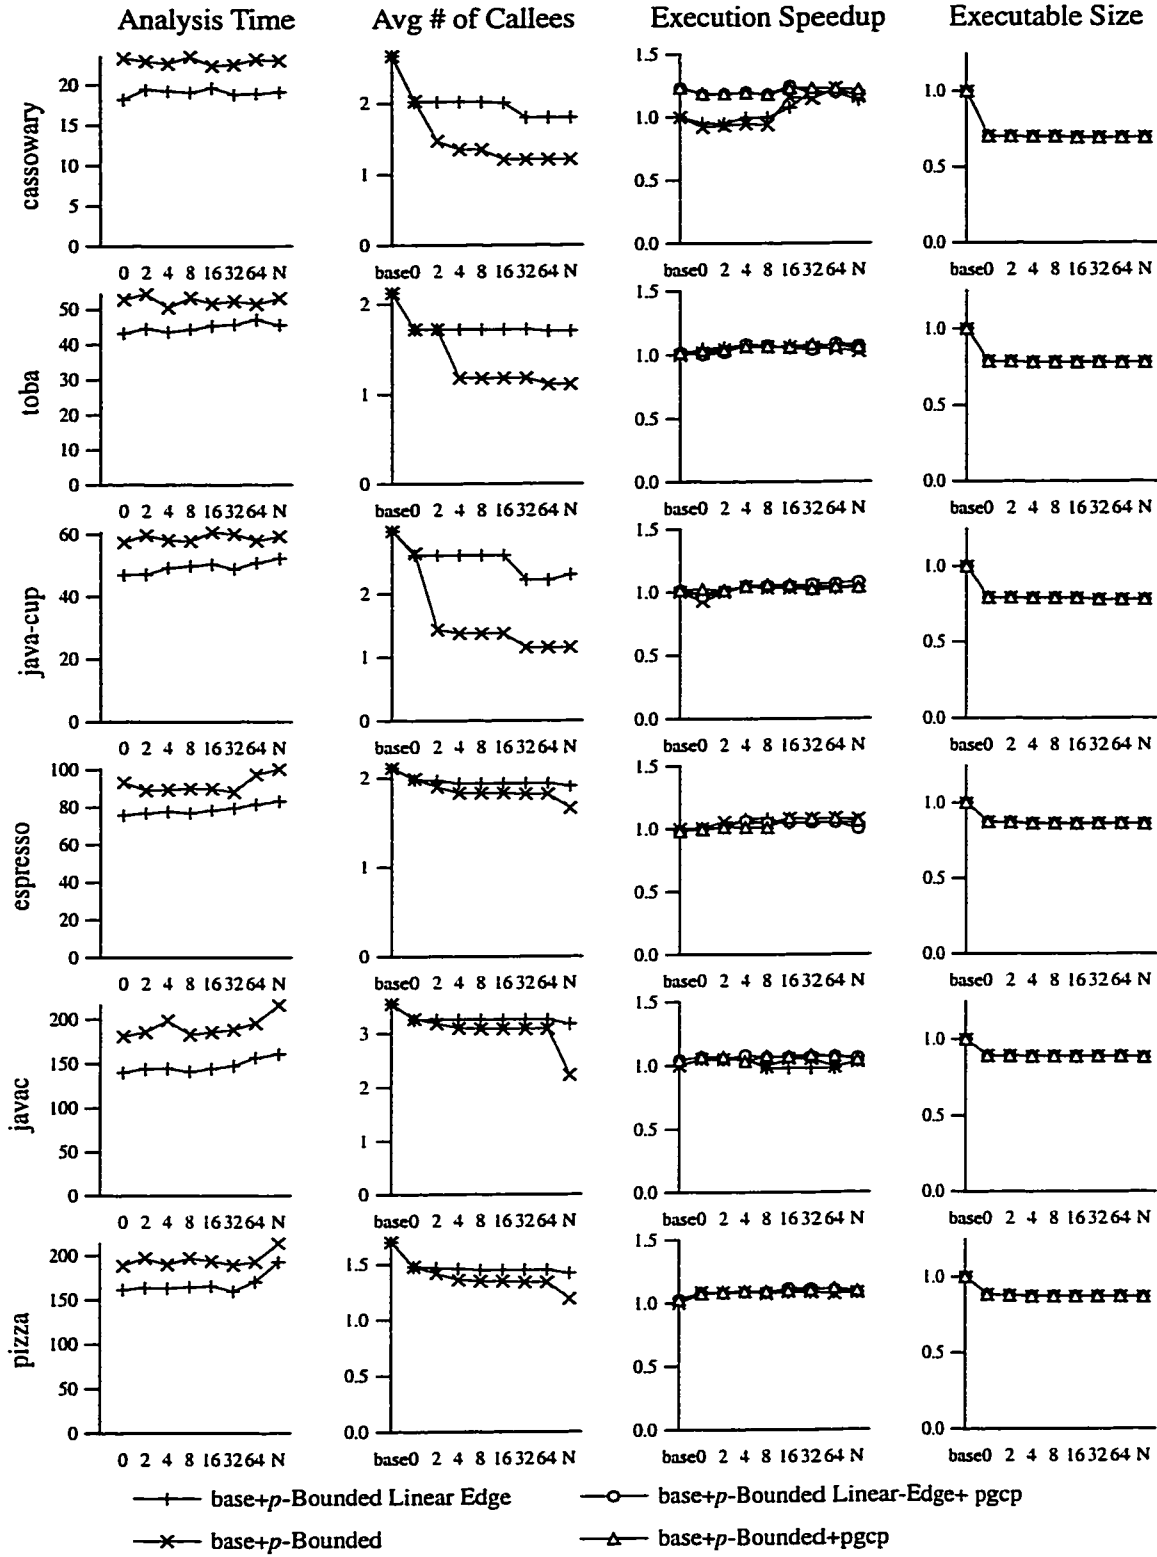 Analysis Time Avg # of Callees Execution Speedup Executable Size
cassowary
20 15 10 5 0
2 1 0
1.5 1.0 0.5 0.0
1.0 0.5 0.0
0 2 4 8 16 32 64 N base0 2 4 8 16 32 64 N base0 2 4 8 16 32 64 N base0 2 4 8 16 32 64 N
toba
50 40 30 20 10 0
2 1 0
1.5 1.0 0.5 0.0
1.0 0.5 0.0
0 2 4 8 16 32 64 N base0 2 4 8 16 32 64 N base0 2 4 8 16 32 64 N base0 2 4 8 16 32 64 N
java-cup
60 40 20 0
2 1 0
1.5 1.0 0.5 0.0
1.0 0.5 0.0
0 2 4 8 16 32 64 N base0 2 4 8 16 32 64 N base0 2 4 8 16 32 64 N base0 2 4 8 16 32 64 N
espresso
100 80 60 40 20 0
2 1 0
1.5 1.0 0.5 0.0
1.0 0.5 0.0
0 2 4 8 16 32 64 N base0 2 4 8 16 32 64 N base0 2 4 8 16 32 64 N base0 2 4 8 16 32 64 N
javac
200 150 100 50 0
3 2 1 0
1.5 1.0 0.5 0.0
1.0 0.5 0.0
0 2 4 8 16 32 64 N base0 2 4 8 16 32 64 N base0 2 4 8 16 32 64 N base0 2 4 8 16 32 64 N
pizza
200 150 100 50 0
1.5 1.0 0.5 0.0
1.5 1.0 0.5 0.0
1.0 0.5 0.0
0 2 4 8 16 32 64 N base0 2 4 8 16 32 64 N base0 2 4 8 16 32 64 N base0 2 4 8 16 32 64 N
base+p-Bounded Linear Edge base+p-Bounded Linear-Edge+ pgcp
base+p-Bounded base+p-Bounded+pgcp